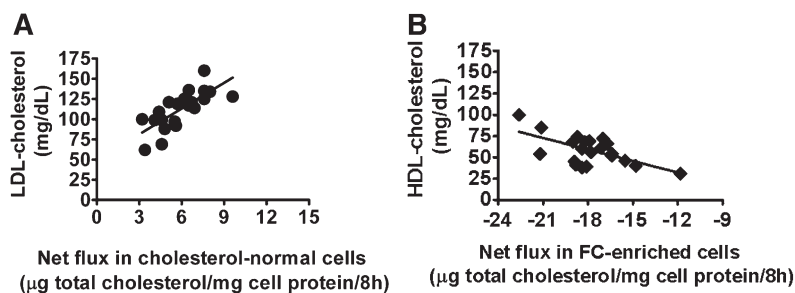 A
LDL-cholesterol
(mg/dL)
175
150
125
100
75
50
25
0
0 3 6 9 12 15
Net flux in cholesterol-normal cells
(μg total cholesterol/mg cell protein/8h)
B
HDL-cholesterol
(mg/dL)
175
150
125
100
75
50
25
0
-24 -21 -18 -15 -12 -9
Net flux in FC-enriched cells
(μg total cholesterol/mg cell protein/8h)